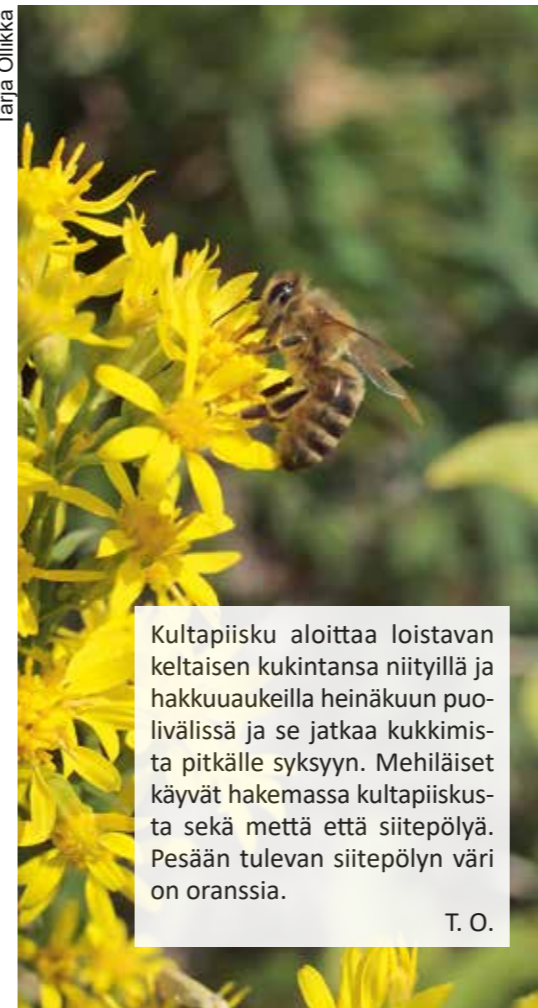 Tarja Ollikka
Kultapiisku aloittaa loistavan
keltaisen kukintansa niityillä ja
hakkuuaukeilla heinäkuun puo-
livälissä ja se jatkaa kukkimis-
ta pitkälle syksyyn. Mehiläiset
käyvät hakemassa kultapiiskus-
ta sekä mettä että siitepölyä.
Pesään tulevan siitepölyn väri
on oranssia.
T. O.